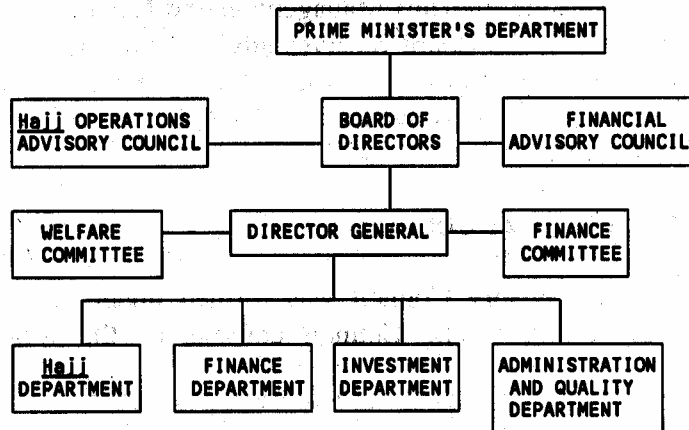 PRIME MINISTER'S DEPARTMENT
Hajj OPERATIONS
ADVISORY COUNCIL
BOARD OF
DIRECTORS
FINANCIAL
ADVISORY COUNCIL
WELFARE
COMMITTEE
DIRECTOR GENERAL
FINANCE
COMMITTEE
Hajj
DEPARTMENT
FINANCE
DEPARTMENT
INVESTMENT
DEPARTMENT
ADMINISTRATION
AND QUALITY
DEPARTMENT